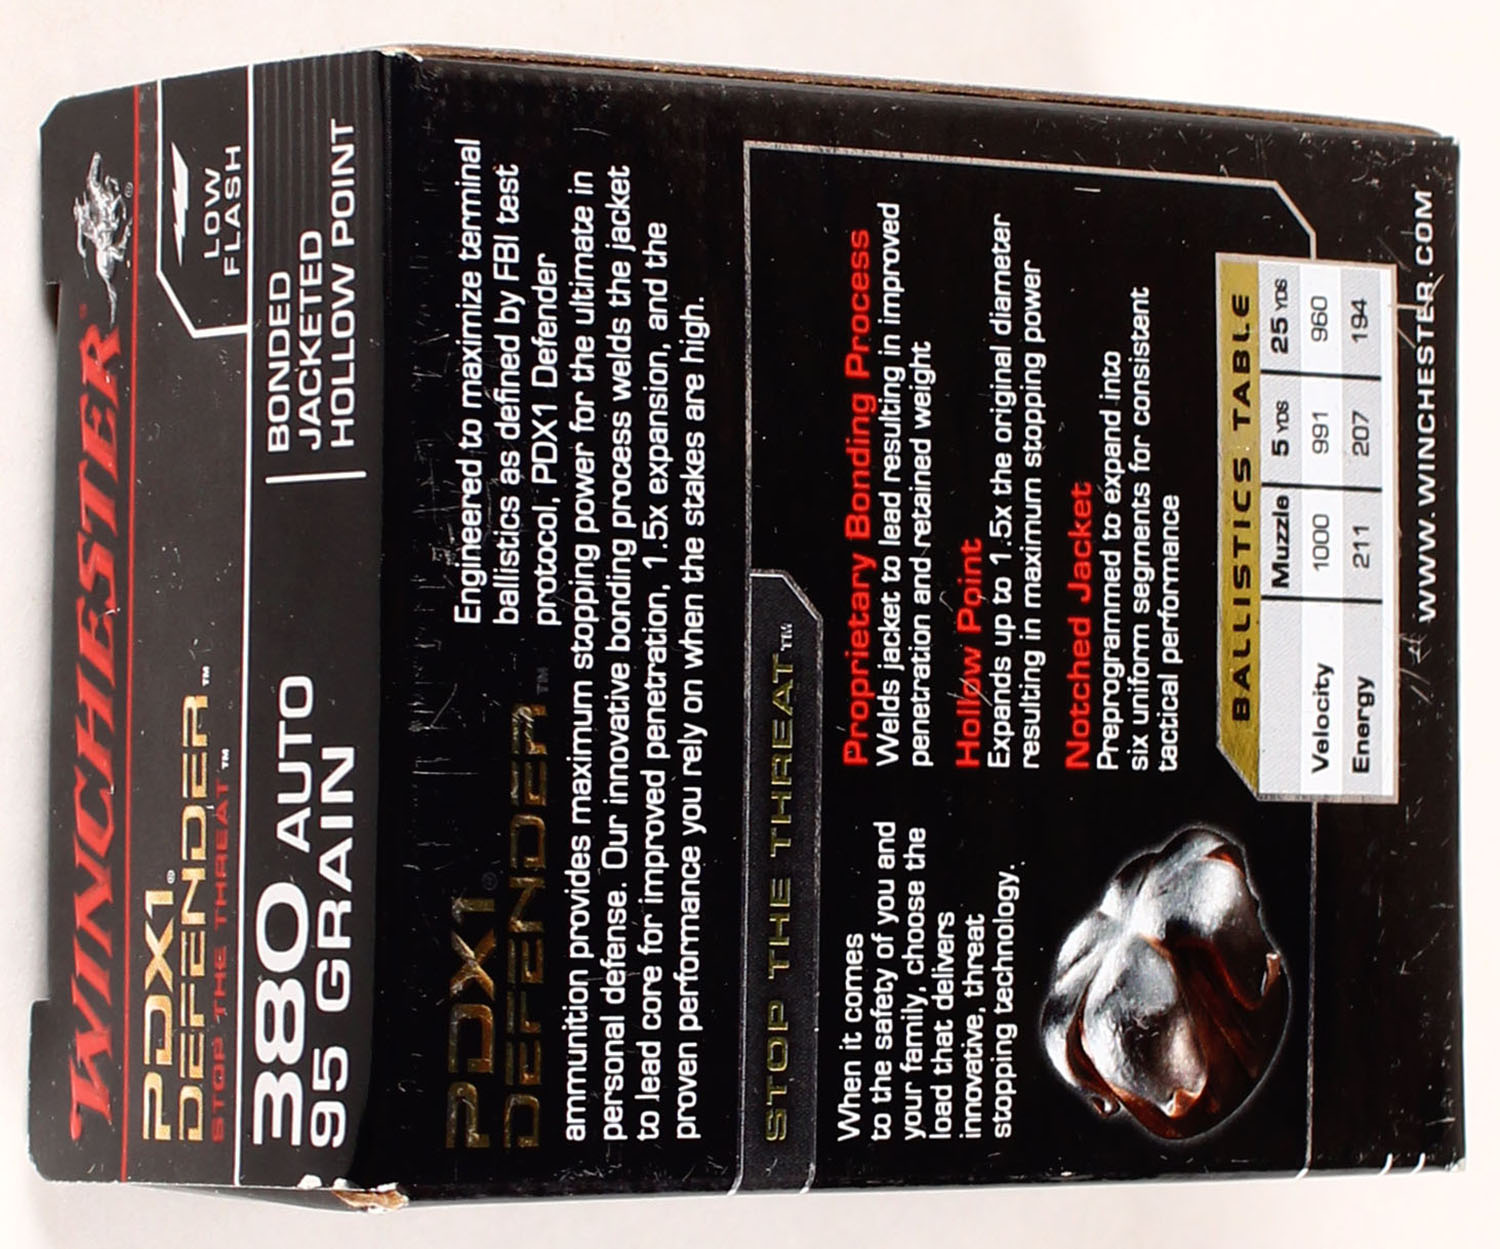 WINCHESTER®
PDX1®
DEFENDER™
STOP THE THREAT™
LOW
FLASH
380 AUTO
95 GRAIN
BONDED
JACKETED
HOLLOW POINT
PDX1®
DEFENDER™
Engineered to maximize terminal
ballistics as defined by FBI test
protocol, PDX1 Defender
ammunition provides maximum stopping power for the ultimate in
personal defense. Our innovative bonding process welds the jacket
to lead core for improved penetration, 1.5x expansion, and the
proven performance you rely on when the stakes are high.
STOP THE THREAT™
When it comes
to the safety of you and
your family, choose the
load that delivers
innovative, threat
stopping technology.
Proprietary Bonding Process
Welds jacket to lead resulting in improved
penetration and retained weight
Hollow Point
Expands up to 1.5x the original diameter
resulting in maximum stopping power
Notched Jacket
Preprogrammed to expand into
six uniform segments for consistent
tactical performance
BALLISTICS TABLE
Muzzle 5 YDS 25 YDS
Velocity 1000 991 960
Energy 211 207 194
WWW.WINCHESTER.COM